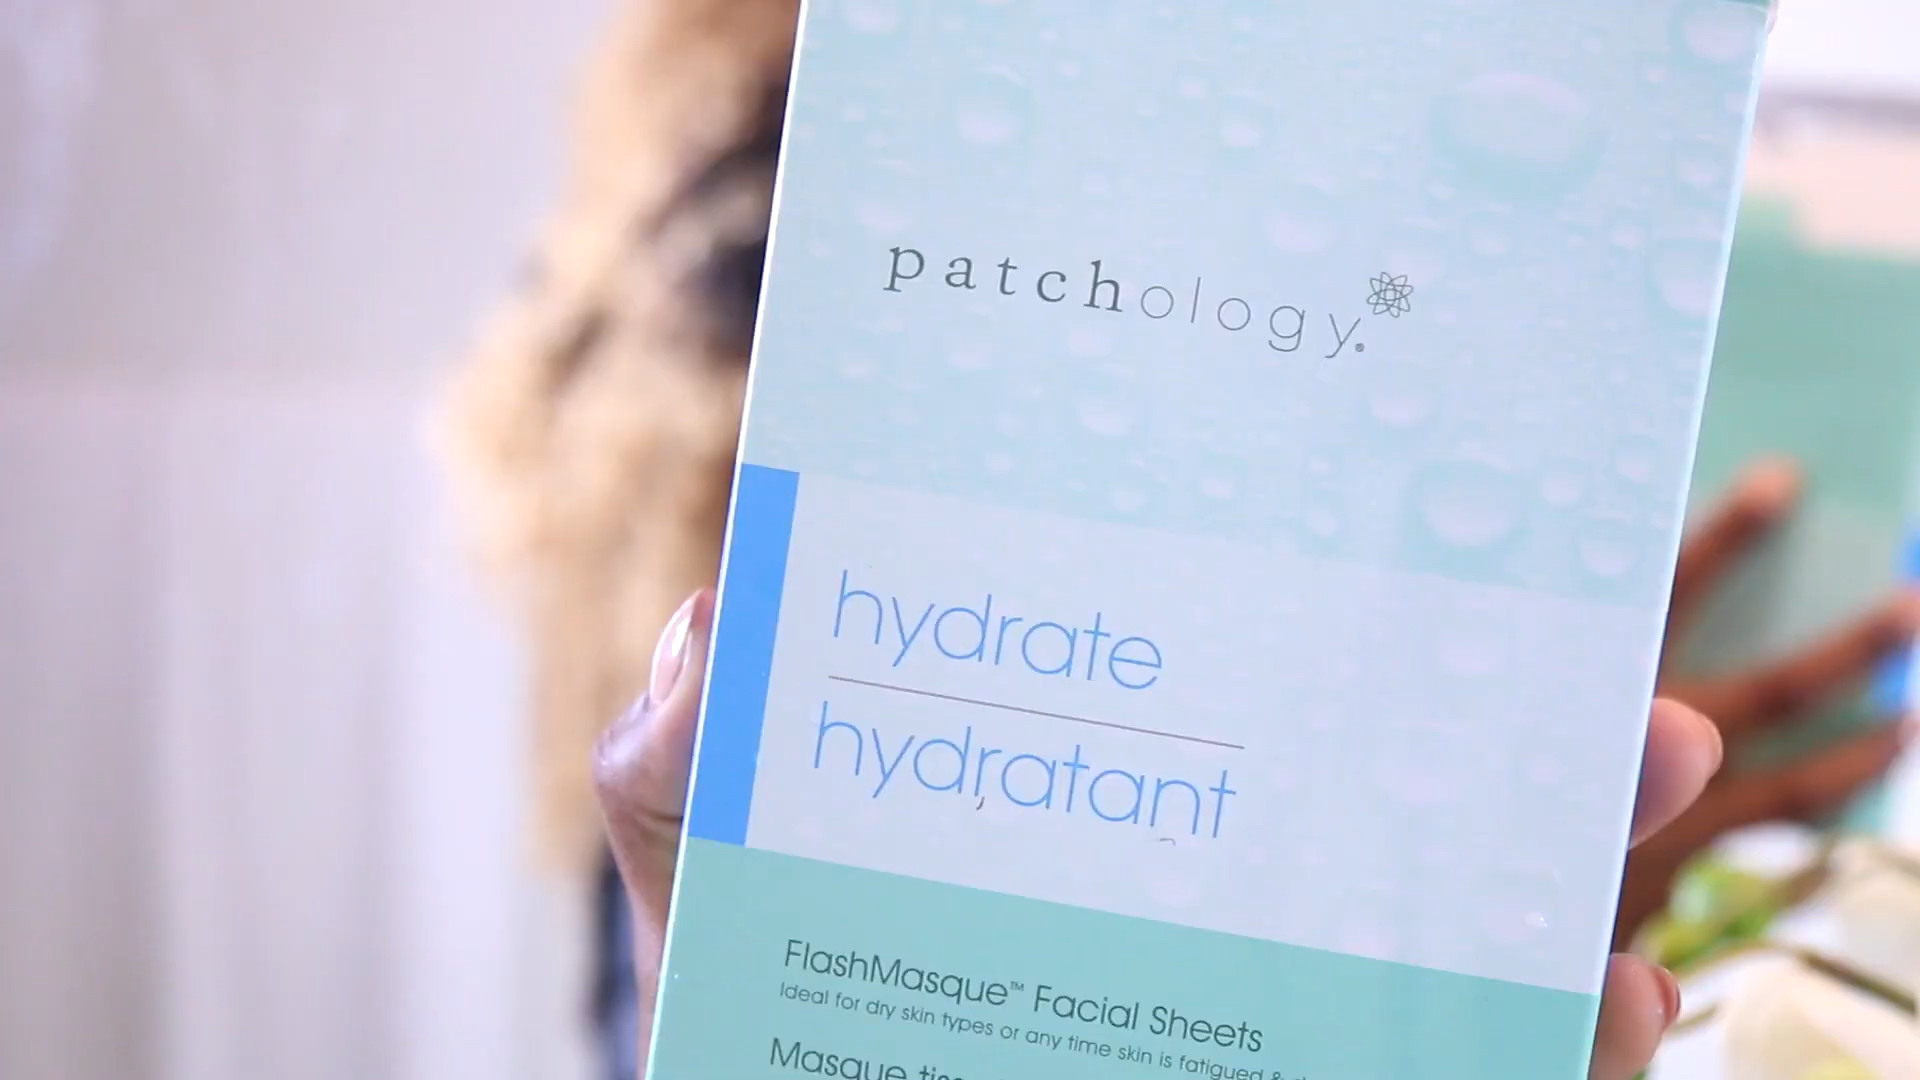 patchology.
hydrate
hydratant
FlashMasque™ Facial Sheets
Ideal for dry skin types or any time skin is fatigued &
Masque